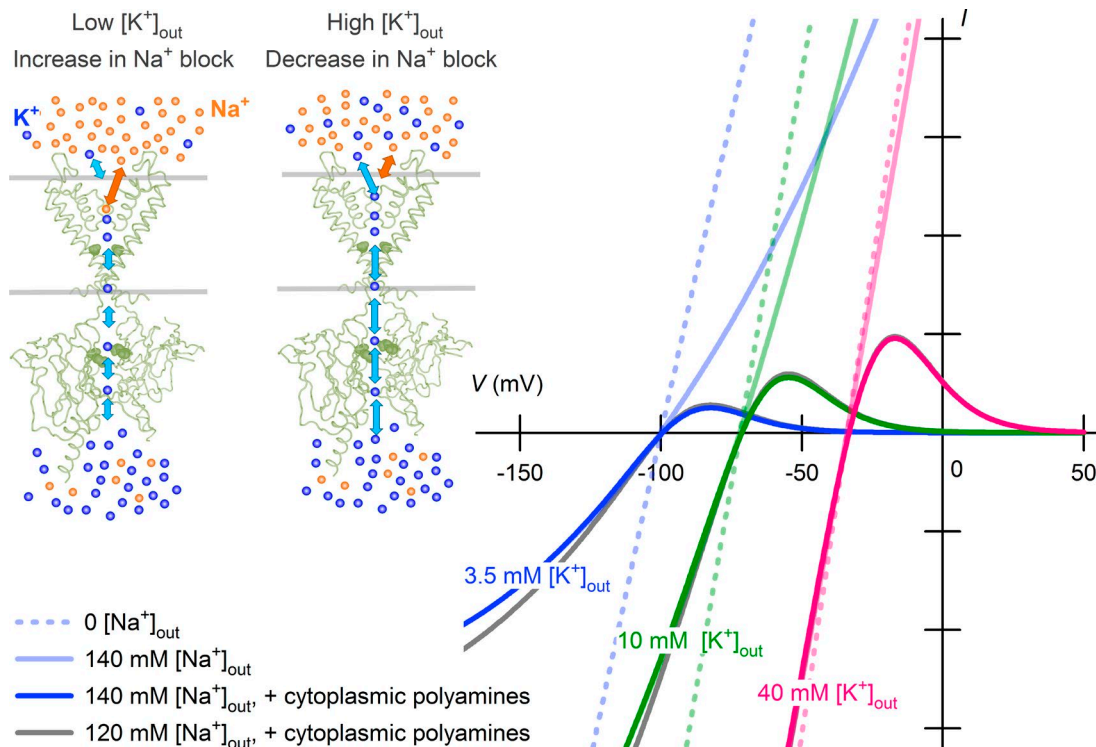 Low [K⁺]out
Increase in Na⁺ block
High [K⁺]out
Decrease in Na⁺ block
K⁺
Na⁺
I
V (mV)
-150
-100
-50
0
50
3.5 mM [K⁺]out
10 mM [K⁺]out
40 mM [K⁺]out
0 [Na⁺]out
140 mM [Na⁺]out
140 mM [Na⁺]out, + cytoplasmic polyamines
120 mM [Na⁺]out, + cytoplasmic polyamines